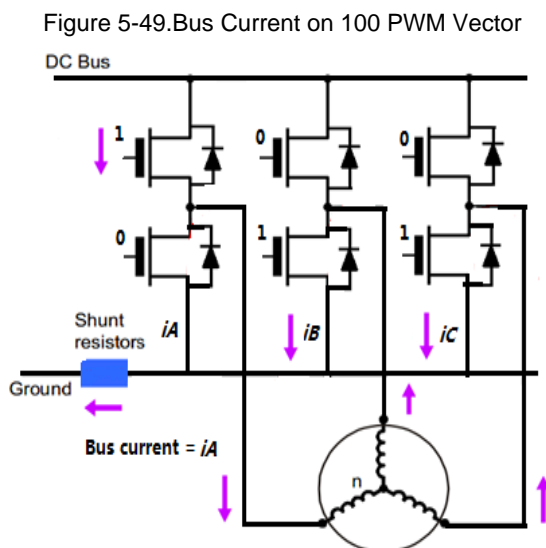 Figure 5-49.Bus Current on 100 PWM Vector
DC Bus
1
0
0
0
1
1
Shunt
resistors
iA
iB
iC
Ground
Bus current = iA
n